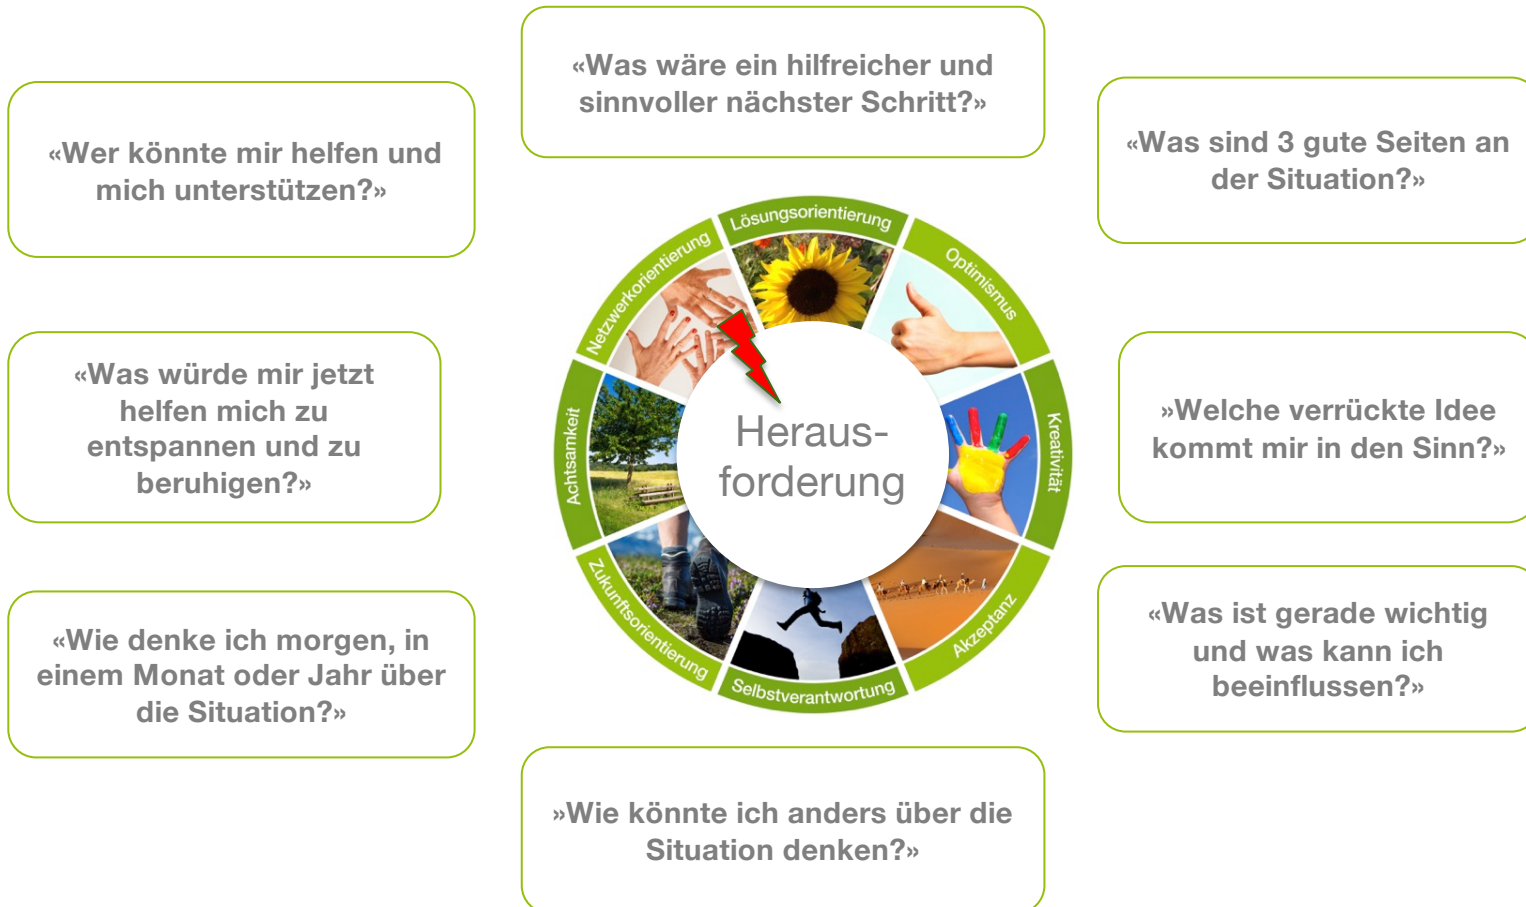 «Was wäre ein hilfreicher und
sinnvoller nächster Schritt?»
«Wer könnte mir helfen und
mich unterstützen?»
«Was sind 3 gute Seiten an
der Situation?»
«Was würde mir jetzt
helfen mich zu
entspannen und zu
beruhigen?»
»Welche verrückte Idee
kommt mir in den Sinn?»
«Wie denke ich morgen, in
einem Monat oder Jahr über
die Situation?»
«Was ist gerade wichtig
und was kann ich
beeinflussen?»
»Wie könnte ich anders über die
Situation denken?»
Lösungsorientierung
Optimismus
Kreativität
Akzeptanz
Selbstverantwortung
Zukunftsorientierung
Achtsamkeit
Netzwerkorientierung
Heraus-
forderung